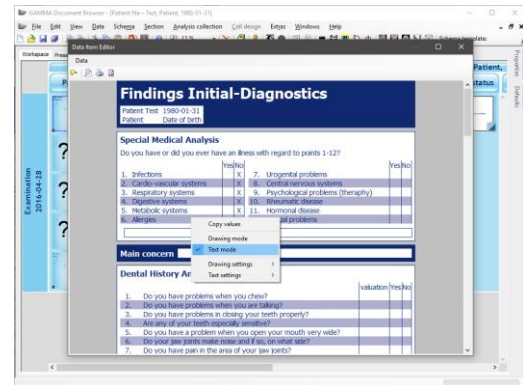 GAMMA Document Browser - [Patient file - Test, Patient, 1980-01-31]
File Edit View Data Schema Section Analysis collection Cell design Extras Windows Help
Schema template:
Workspace
Data Item Editor
Data
Properties
Defaults
Patient,
status
Examination
2016-04-28
?
?
?
Findings Initial-Diagnostics
Patient Test 1980-01-31
Patient Date of birth
Special Medical Analysis
Do you have or did you ever have an illness with regard to points 1-12?
Yes No Yes No
1. Infections X 7. Urogental problems
2. Cardio-vascular systems X 8. Central nervous systems
3. Respiratory systems X 9. Psychological problems (theraphy)
4. Digestive systems X 10. Rheumatic disease
5. Metabolic systems X 11. Hormonal disease
6. Allergies problems
Copy values
Drawing mode
Text mode
Drawing settings
Text settings
Main concern
Dental History An
valuation Yes No
1. Do you have problems when you chew?
2. Do you have problems when you are talking?
3. Do you have problems in closing your teeth properly?
4. Are any of your teeth especially sensitive?
5. Do you have a problem when you open your mouth very wide?
6. Do your jaw joints make noise and if so, on what side?
7. Do you have pain in the area of your jaw joints?